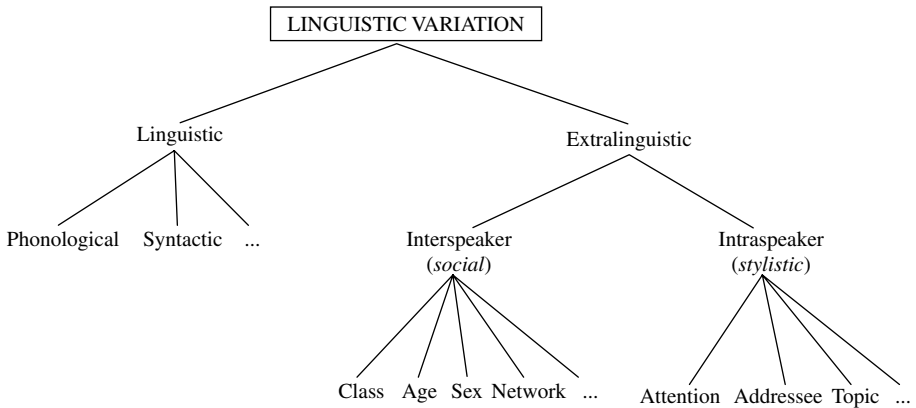 LINGUISTIC VARIATION
Linguistic
Extralinguistic
Phonological Syntactic ...
Interspeaker
(social)
Intraspeaker
(stylistic)
Class Age Sex Network ...
Attention Addressee Topic ...